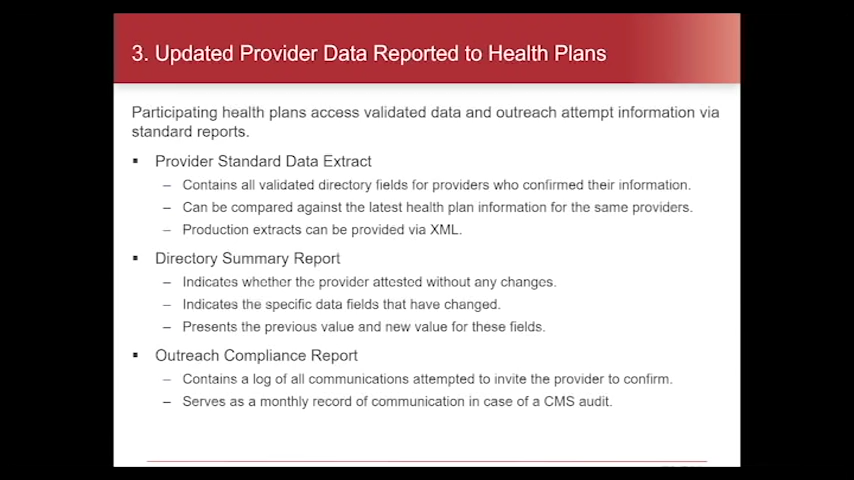 3. Updated Provider Data Reported to Health Plans
Participating health plans access validated data and outreach attempt information via
standard reports.
▪ Provider Standard Data Extract
– Contains all validated directory fields for providers who confirmed their information.
– Can be compared against the latest health plan information for the same providers.
– Production extracts can be provided via XML.
▪ Directory Summary Report
– Indicates whether the provider attested without any changes.
– Indicates the specific data fields that have changed.
– Presents the previous value and new value for these fields.
▪ Outreach Compliance Report
– Contains a log of all communications attempted to invite the provider to confirm.
– Serves as a monthly record of communication in case of a CMS audit.